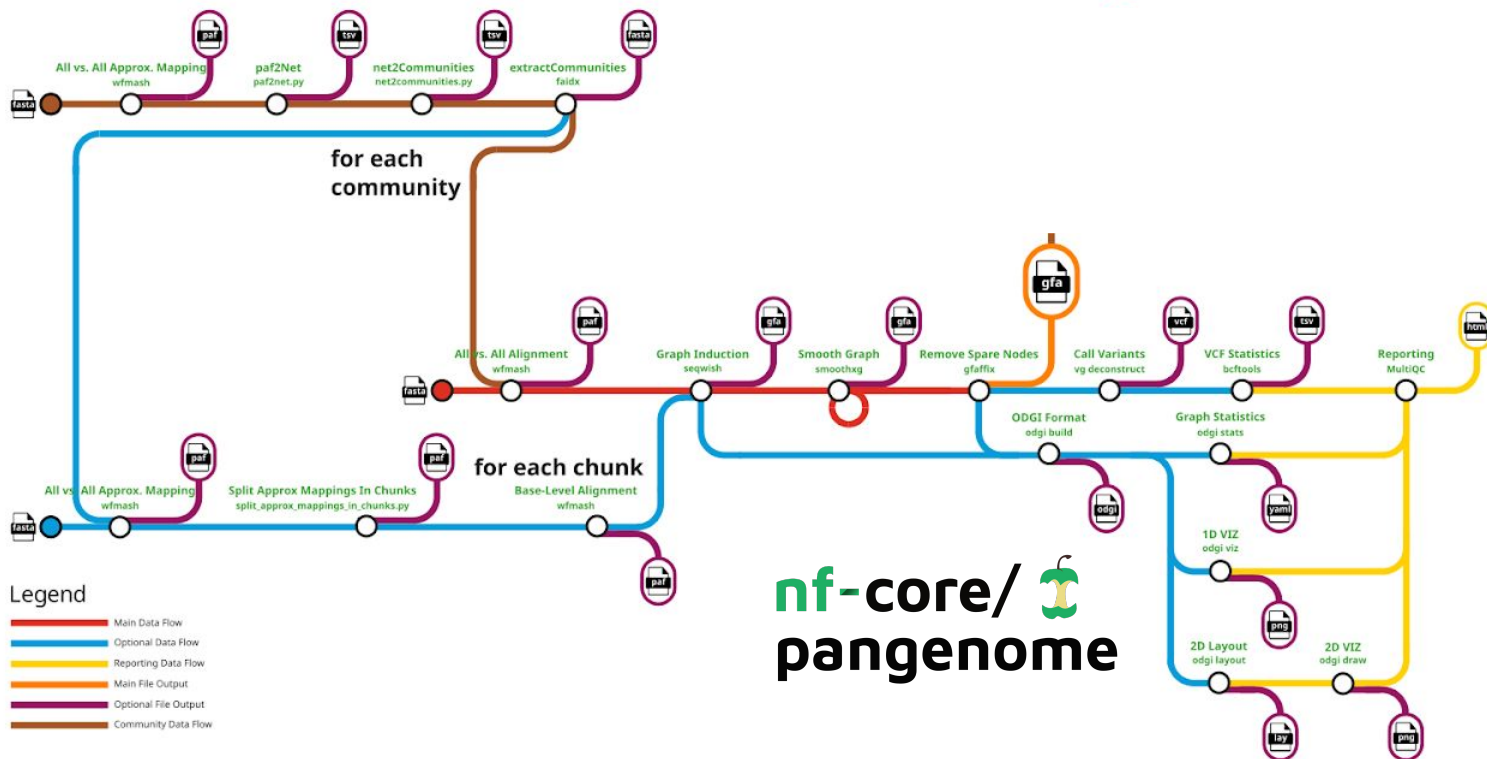 paf
tsv
tsv
fasta
All vs. All Approx. Mapping
wfmash
paf2Net
paf2net.py
net2Communities
net2communities.py
extractCommunities
faidx
fasta
for each
community
gfa
paf
gfa
gfa
vcf
tsv
html
All vs. All Alignment
wfmash
Graph Induction
seqwish
Smooth Graph
smoothxg
Remove Spare Nodes
gfaffix
Call Variants
vg deconstruct
VCF Statistics
bcftools
Reporting
MultiQC
fasta
ODGI Format
odgi build
Graph Statistics
odgi stats
paf
paf
for each chunk
All vs. All Approx. Mapping
wfmash
Split Approx Mappings In Chunks
split_approx_mappings_in_chunks.py
Base-Level Alignment
wfmash
fasta
odgi
yaml
1D VIZ
odgi viz
paf
png
nf-core/
pangenome
2D Layout
odgi layout
2D VIZ
odgi draw
lay
png
Legend
Main Data Flow
Optional Data Flow
Reporting Data Flow
Main File Output
Optional File Output
Community Data Flow